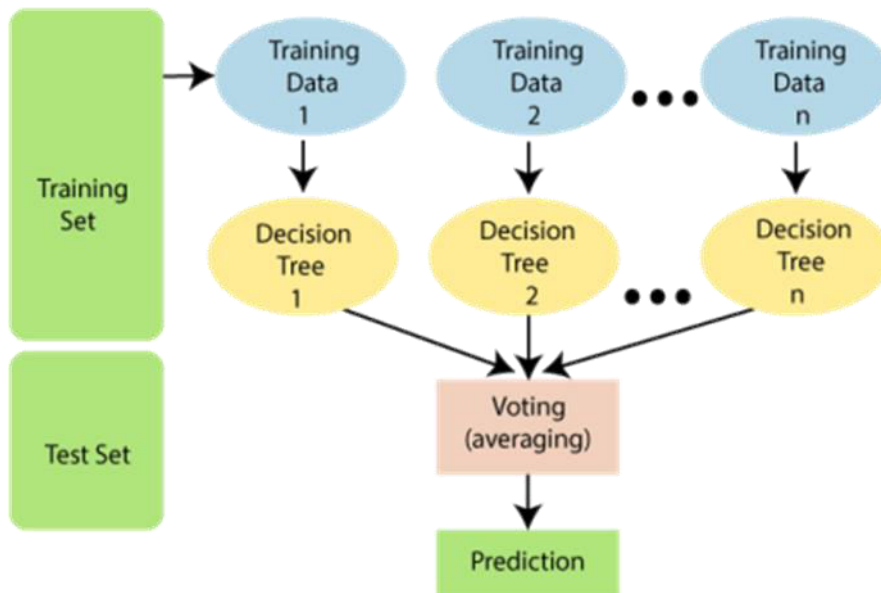 Training
Set
Test Set
Training
Data
1
Training
Data
2
Training
Data
n
Decision
Tree
1
Decision
Tree
2
Decision
Tree
n
Voting
(averaging)
Prediction